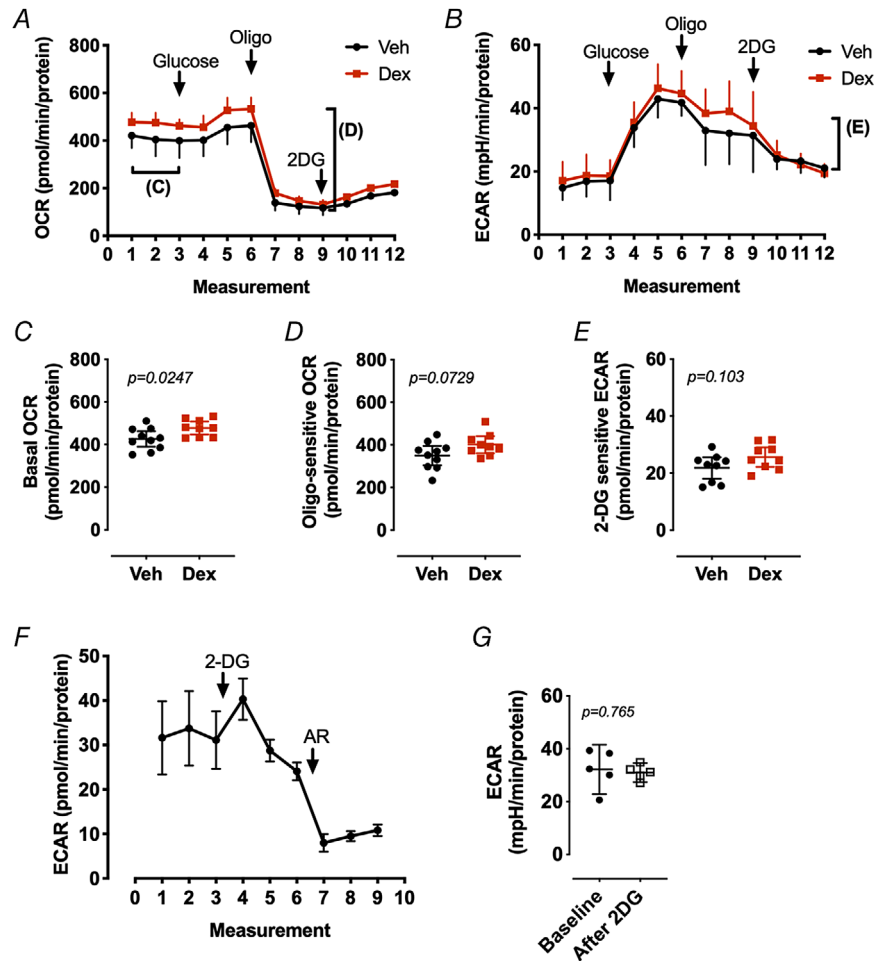 A
OCR (pmol/min/protein)
800
600
400
200
0
Glucose
Oligo
2DG
Veh
Dex
(C)
(D)
0 1 2 3 4 5 6 7 8 9 10 11 12
Measurement
B
ECAR (mpH/min/protein)
60
40
20
0
Glucose
Oligo
2DG
Veh
Dex
(E)
0 1 2 3 4 5 6 7 8 9 10 11 12
Measurement
C
Basal OCR
(pmol/min/protein)
800
600
400
200
0
p=0.0247
Veh Dex
D
Oligo-sensitive OCR
(pmol/min/protein)
800
600
400
200
0
p=0.0729
Veh Dex
E
2-DG sensitive ECAR
(pmol/min/protein)
60
40
20
0
p=0.103
Veh Dex
F
ECAR (pmol/min/protein)
50
40
30
20
10
0
2-DG
AR
0 1 2 3 4 5 6 7 8 9 10
Measurement
G
ECAR
(mpH/min/protein)
60
40
20
0
p=0.765
Baseline
After 2DG